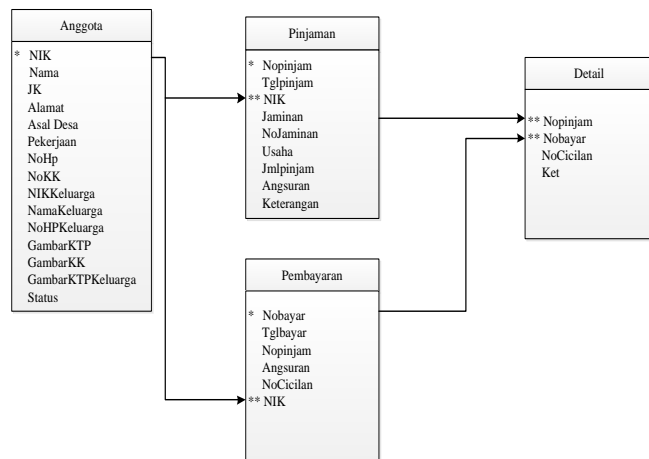 Anggota
* NIK
Nama
JK
Alamat
Asal Desa
Pekerjaan
NoHp
NoKK
NIKKeluarga
NamaKeluarga
NoHPKeluarga
GambarKTP
GambarKK
GambarKTPKeluarga
Status
Pinjaman
* Nopinjam
Tglpinjam
** NIK
Jaminan
NoJaminan
Usaha
Jmlpinjam
Angsuran
Keterangan
Pembayaran
* Nobayar
Tglbayar
Nopinjam
Angsuran
NoCicilan
** NIK
Detail
** Nopinjam
** Nobayar
NoCicilan
Ket